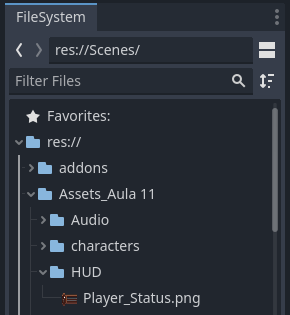 FileSystem
res://Scenes/
Filter Files
Favorites:
res://
addons
Assets_Aula 11
Audio
characters
HUD
Player_Status.png